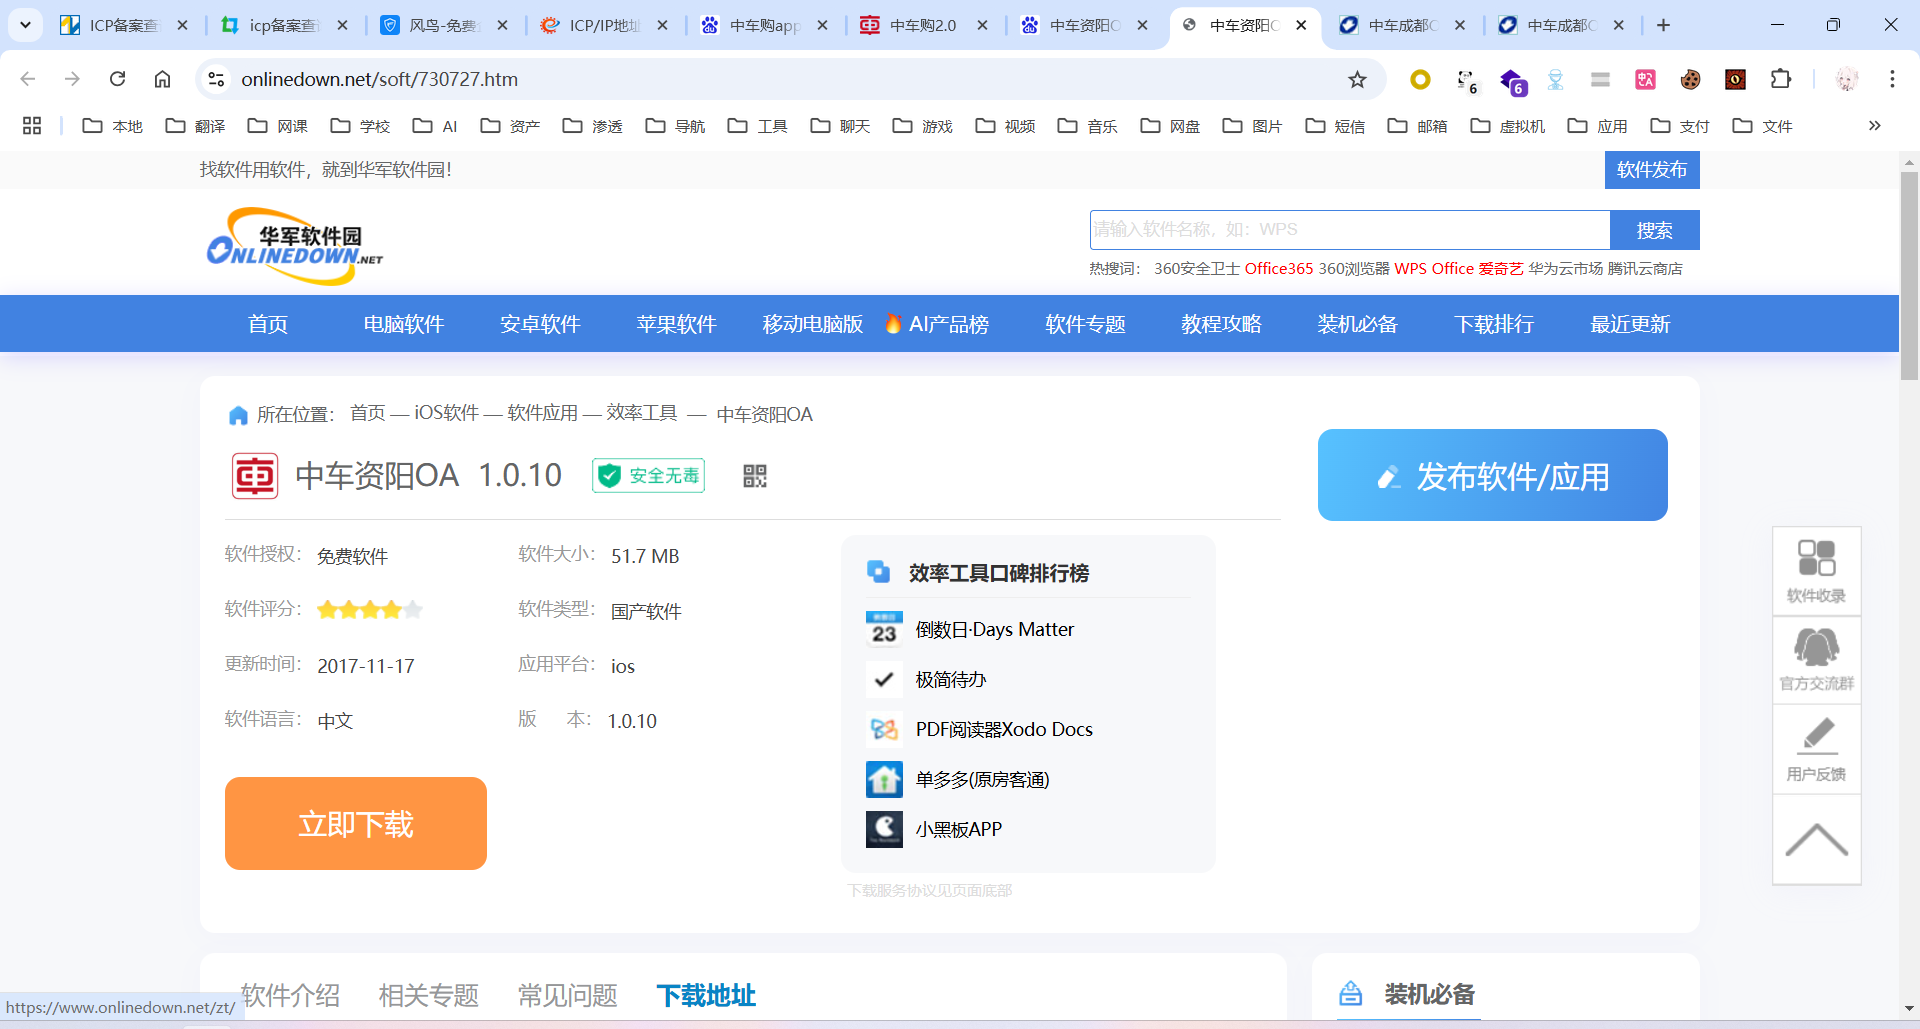 ICP备案查
icp备案查
风鸟-免费
ICP/IP地址
中车购app
中车购2.0
中车资阳O
中车资阳O
中车成都C
中车成都C
onlinedown.net/soft/730727.htm
6
6
本地 翻译 网课 学校 AI 资产 渗透 导航 工具 聊天 游戏 视频 音乐 网盘 图片 短信 邮箱 虚拟机 应用 支付 文件
找软件用软件，就到华军软件园！
软件发布
华军软件园
ONLINEDOWN.NET
请输入软件名称，如：WPS
搜索
热搜词： 360安全卫士 Office365 360浏览器 WPS Office 爱奇艺 华为云市场 腾讯云商店
首页 电脑软件 安卓软件 苹果软件 移动电脑版 AI产品榜 软件专题 教程攻略 装机必备 下载排行 最近更新
所在位置： 首页 — iOS软件 — 软件应用 — 效率工具 — 中车资阳OA
中车资阳OA 1.0.10
安全无毒
发布软件/应用
软件授权： 免费软件
软件大小： 51.7 MB
软件评分：
软件类型： 国产软件
更新时间： 2017-11-17
应用平台： ios
软件语言： 中文
版 本： 1.0.10
立即下载
效率工具口碑排行榜
23
倒数日·Days Matter
极简待办
PDF阅读器Xodo Docs
单多多(原房客通)
小黑板APP
下载服务协议见页面底部
软件收录
官方交流群
用户反馈
软件介绍 相关专题 常见问题 下载地址
装机必备
https://www.onlinedown.net/zt/